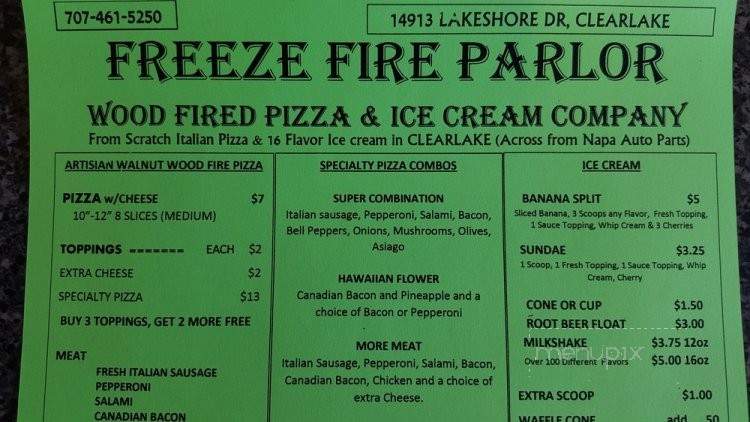 707-461-5250
14913 LAKESHORE DR, CLEARLAKE
FREEZE FIRE PARLOR
WOOD FIRED PIZZA & ICE CREAM COMPANY
From Scratch Italian Pizza & 16 Flavor Ice cream in CLEARLAKE (Across from Napa Auto Parts)
ARTISIAN WALNUT WOOD FIRE PIZZA
PIZZA w/CHEESE $7
10”-12” 8 SLICES (MEDIUM)
TOPPINGS ------- EACH $2
EXTRA CHEESE $2
SPECIALTY PIZZA $13
BUY 3 TOPPINGS, GET 2 MORE FREE
MEAT
FRESH ITALIAN SAUSAGE
PEPPERONI
SALAMI
CANADIAN BACON
SPECIALTY PIZZA COMBOS
SUPER COMBINATION
Italian sausage, Pepperoni, Salami, Bacon,
Bell Peppers, Onions, Mushrooms, Olives,
Asiago
HAWAIIAN FLOWER
Canadian Bacon and Pineapple and a
choice of Bacon or Pepperoni
MORE MEAT
Italian Sausage, Pepperoni, Salami, Bacon,
Canadian Bacon, Chicken and a choice of
extra Cheese.
ICE CREAM
BANANA SPLIT $5
Sliced Banana, 3 Scoops any Flavor, Fresh Topping,
1 Sauce Topping, Whip Cream & 3 Cherries
SUNDAE $3.25
1 Scoop, 1 Fresh Topping, 1 Sauce Topping, Whip
Cream, Cherry
CONE OR CUP $1.50
ROOT BEER FLOAT $3.00
MILKSHAKE $3.75 12oz
Over 100 Different Flavors $5.00 16oz
menupix
EXTRA SCOOP $1.00
WAFFLE CONE add .50